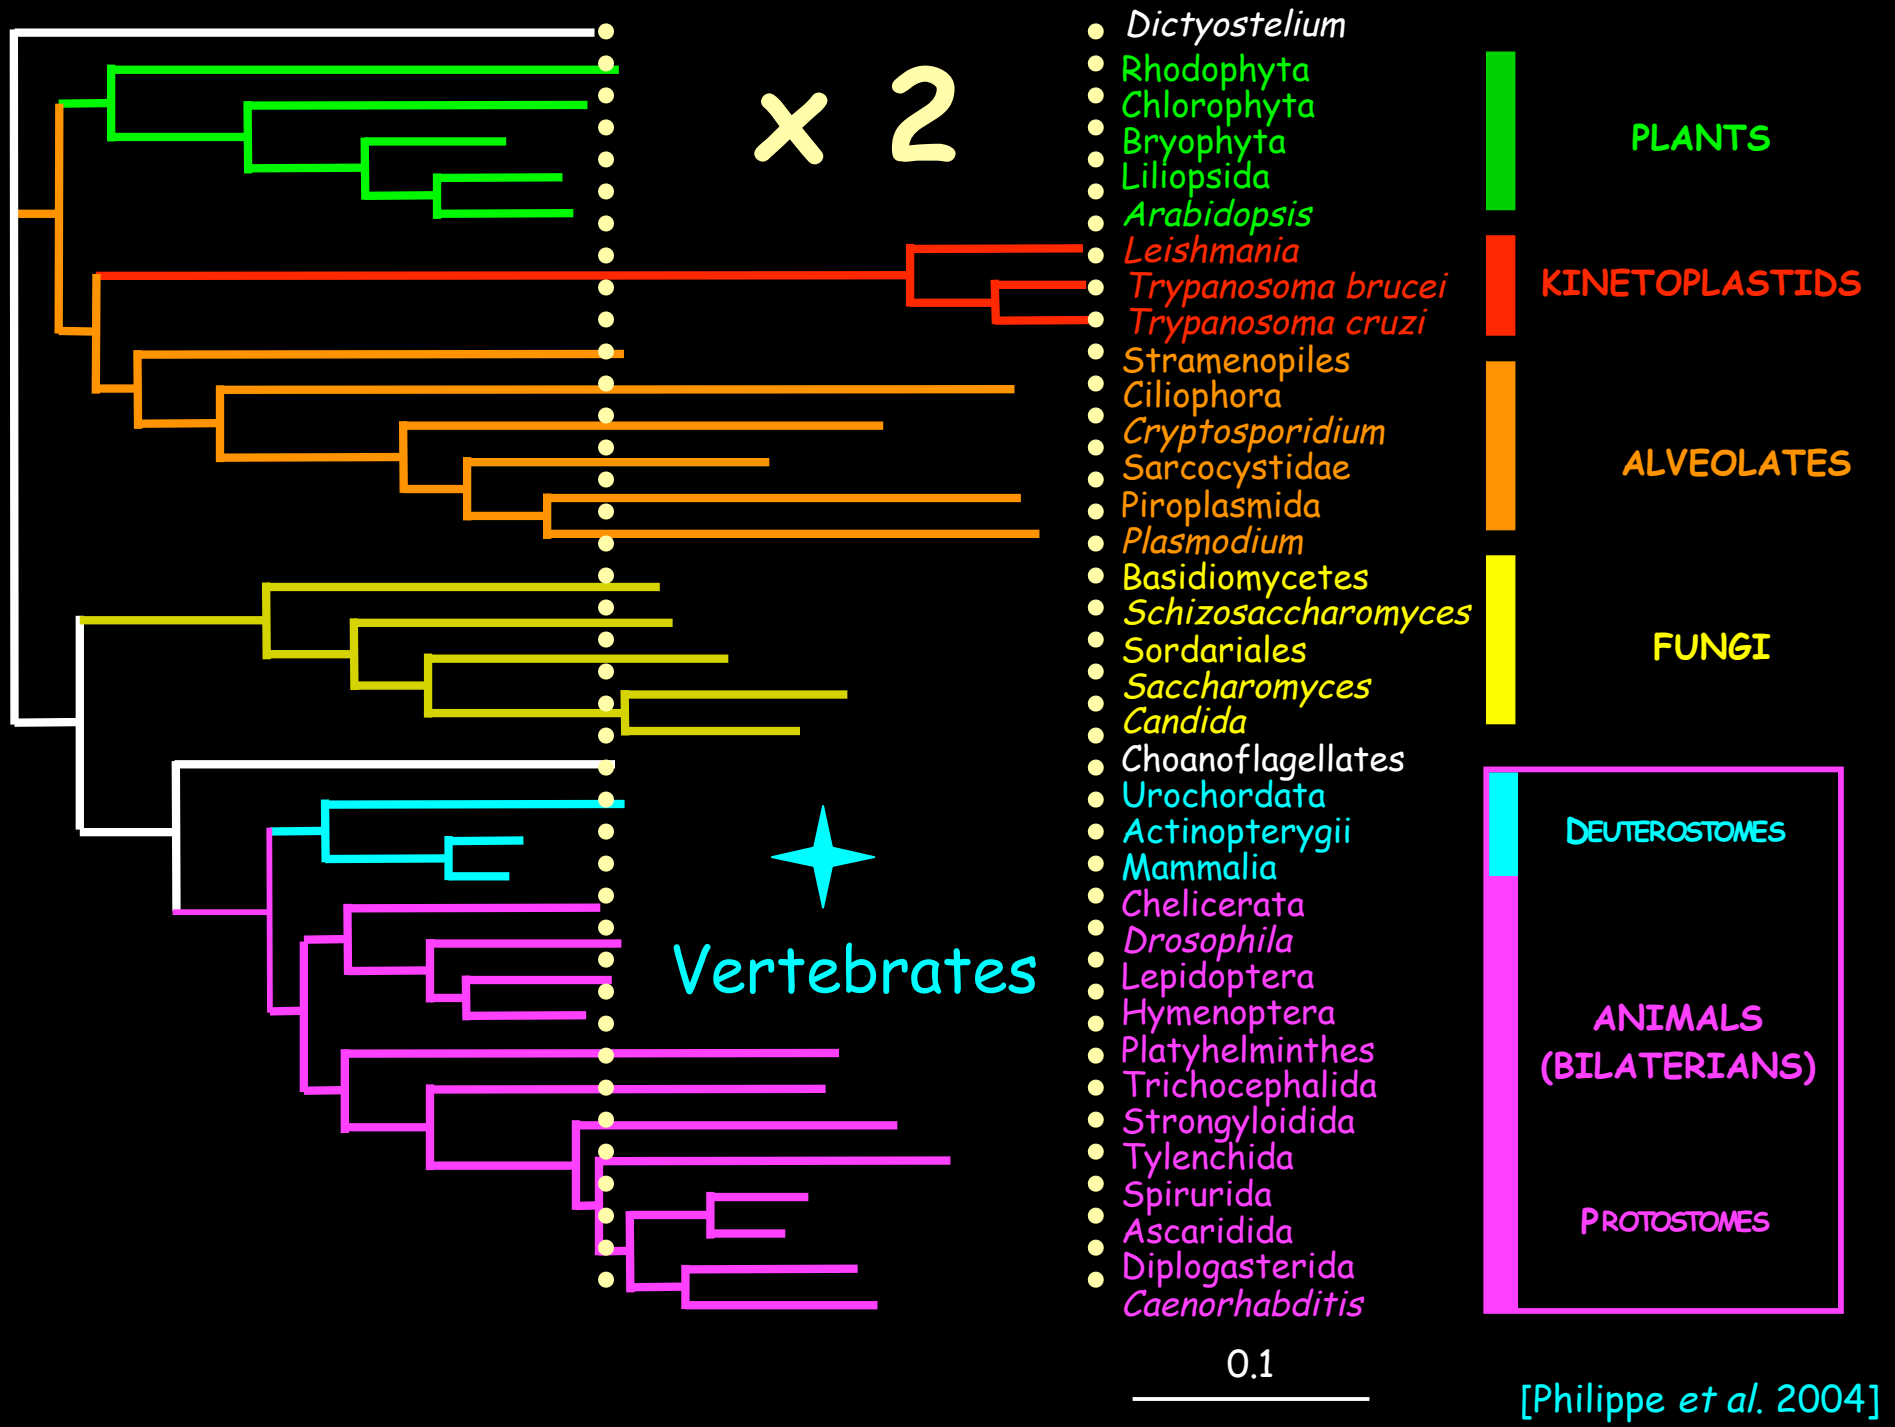 Dictyostelium
x 2
Rhodophyta
Chlorophyta
Bryophyta
Liliopsida
Arabidopsis
PLANTS
Leishmania
Trypanosoma brucei
Trypanosoma cruzi
KINETOPLASTIDS
Stramenopiles
Ciliophora
Cryptosporidium
Sarcocystidae
Piroplasmida
Plasmodium
ALVEOLATES
Basidiomycetes
Schizosaccharomyces
Sordariales
Saccharomyces
Candida
FUNGI
Choanoflagellates
Urochordata
Actinopterygii
Mammalia
DEUTEROSTOMES
Vertebrates
Chelicerata
Drosophila
Lepidoptera
Hymenoptera
Platyhelminthes
Trichocephalida
Strongyloidida
Tylenchida
Spirurida
Ascaridida
Diplogasterida
Caenorhabditis
ANIMALS
(BILATERIANS)
PROTOSTOMES
0.1
[Philippe et al. 2004]